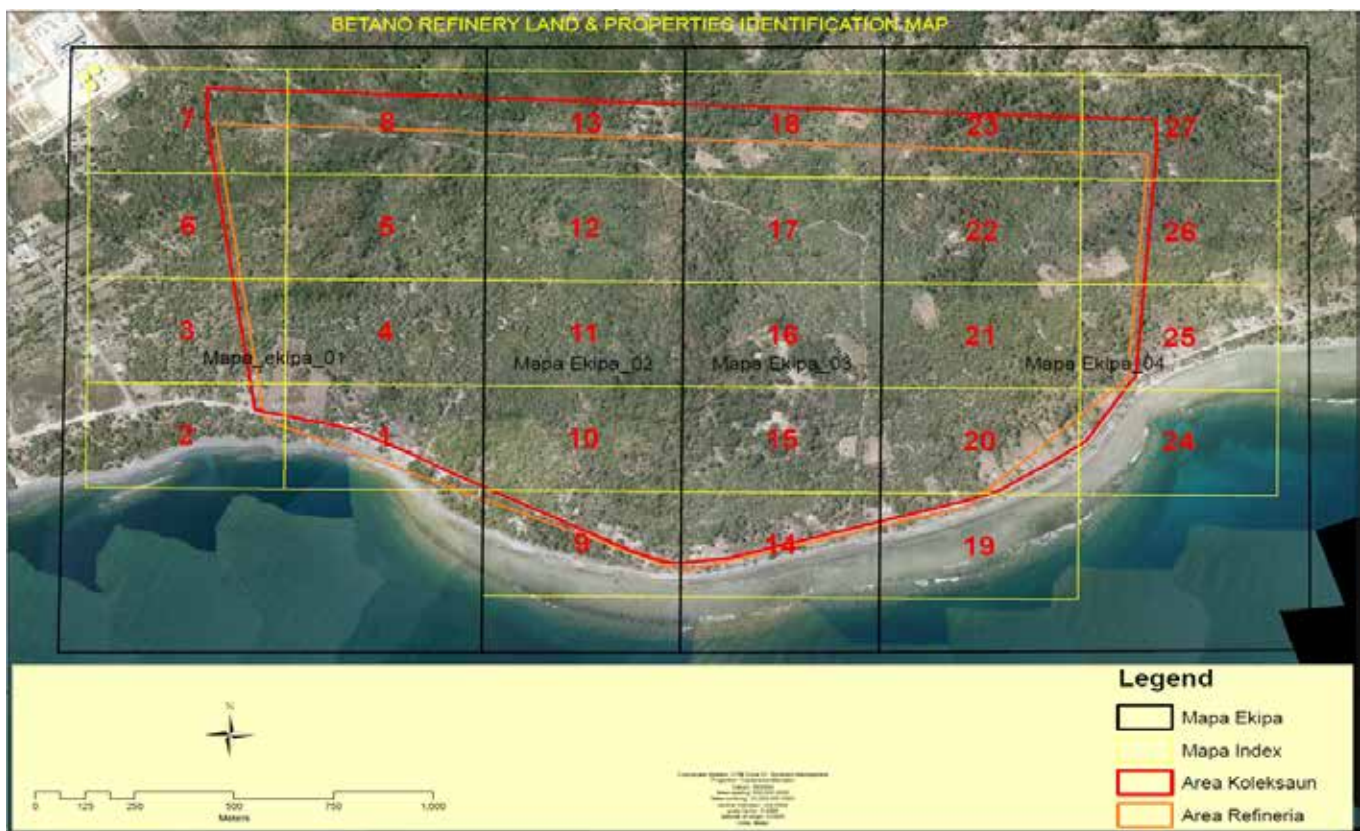 BETANO REFINERY LAND & PROPERTIES IDENTIFICATION MAP
7 8 13 18 23 27
6 5 12 17 22 26
3 4 11 16 21 25
Mapa_ekipa_01 Mapa Ekipa_02 Mapa Ekipa_03 Mapa Ekipa_04
2 1 10 15 20 24
9 14 19
Legend
Mapa Ekipa
Mapa Index
Area Koleksaun
Area Refineria
N
0 125 250 500 750 1,000
Meters